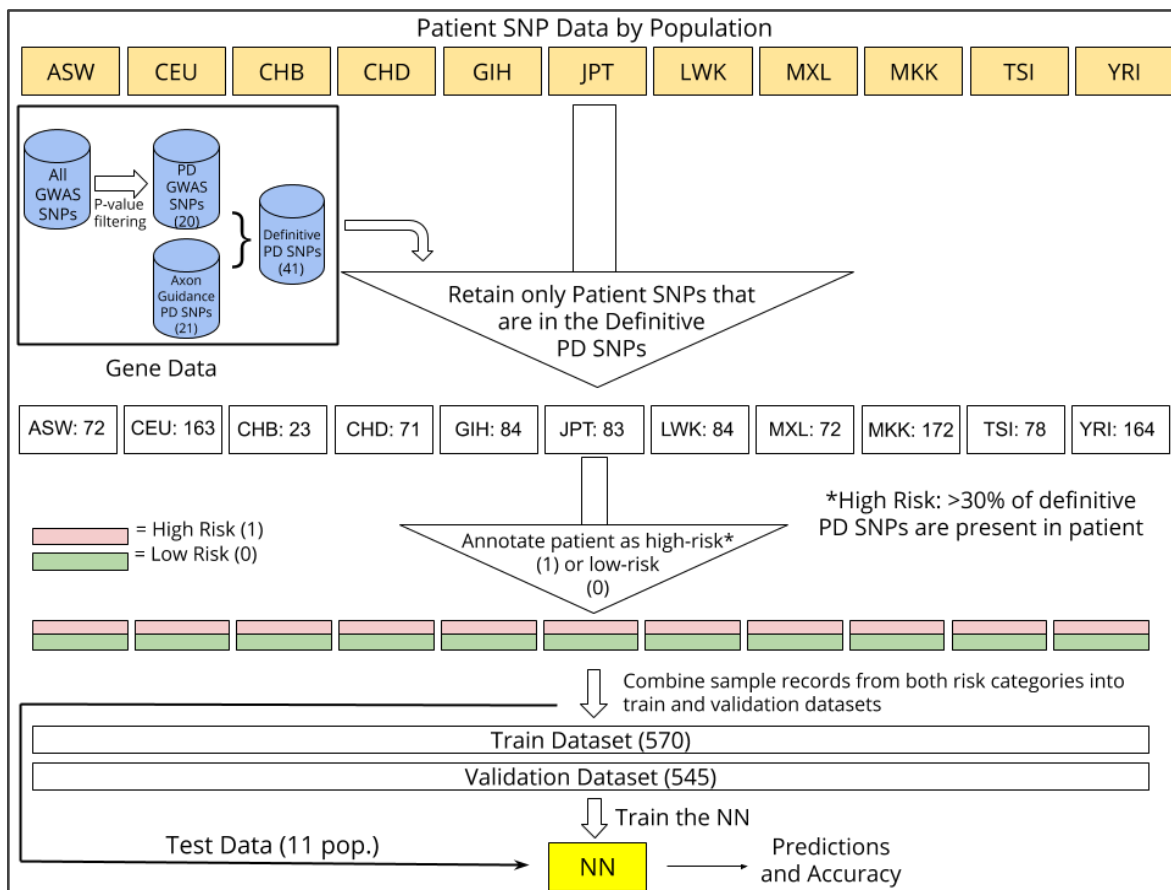 Patient SNP Data by Population
ASW CEU CHB CHD GIH JPT LWK MXL MKK TSI YRI
All
GWAS
SNPs
P-value
filtering
PD
GWAS
SNPs
(20)
}
Axon
Guidance
PD SNPs
(21)
Definitive
PD SNPs
(41)
Gene Data
Retain only Patient SNPs that
are in the Definitive
PD SNPs
ASW: 72 CEU: 163 CHB: 23 CHD: 71 GIH: 84 JPT: 83 LWK: 84 MXL: 72 MKK: 172 TSI: 78 YRI: 164
= High Risk (1)
= Low Risk (0)
Annotate patient as high-risk*
(1) or low-risk
(0)
*High Risk: >30% of definitive
PD SNPs are present in patient
Combine sample records from both risk categories into
train and validation datasets
Train Dataset (570)
Validation Dataset (545)
Train the NN
Test Data (11 pop.)
NN
Predictions
and Accuracy